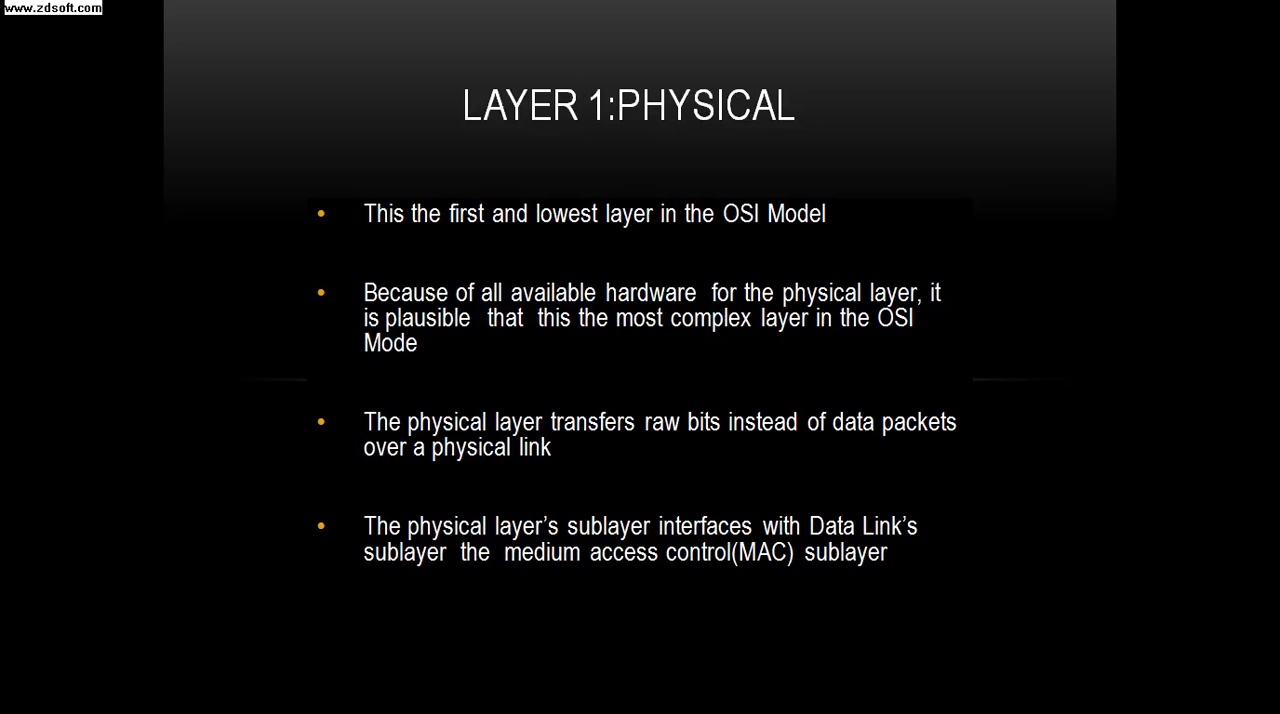 www.zdsoft.com
LAYER 1:PHYSICAL
• This the first and lowest layer in the OSI Model
• Because of all available hardware for the physical layer, it
is plausible that this the most complex layer in the OSI
Mode
• The physical layer transfers raw bits instead of data packets
over a physical link
• The physical layer’s sublayer interfaces with Data Link’s
sublayer the medium access control(MAC) sublayer